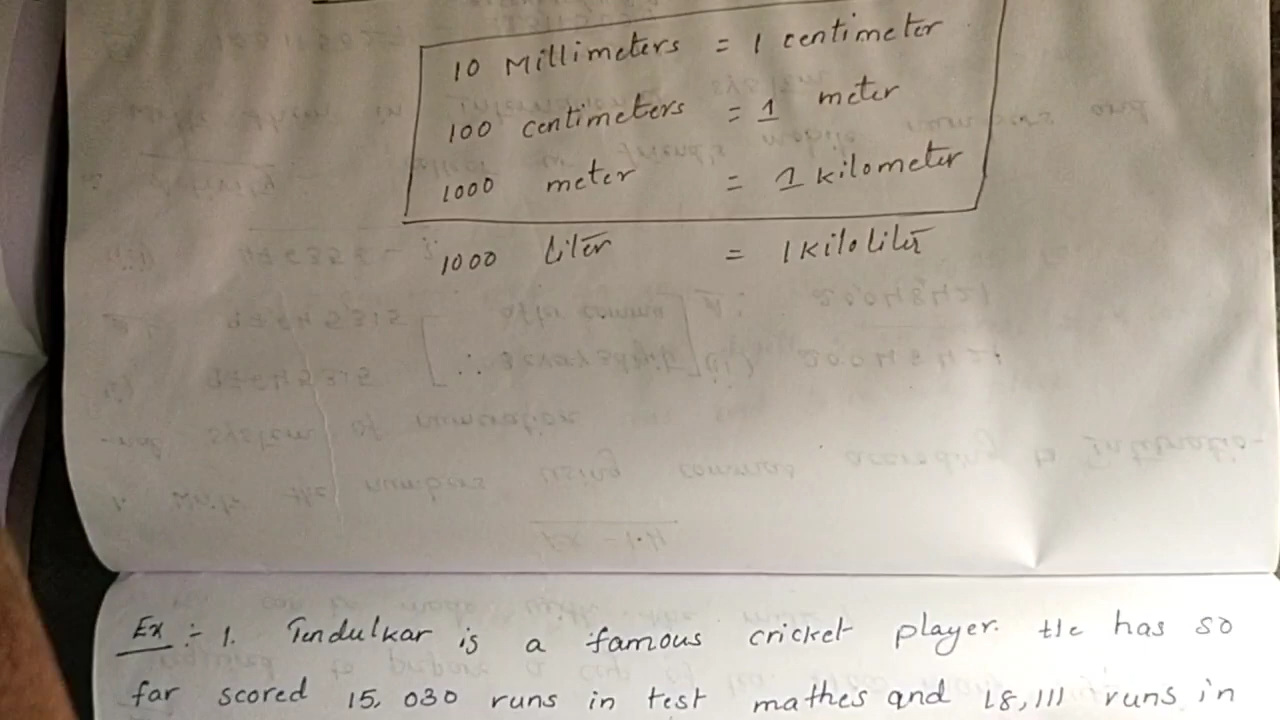 10 Millimeters = 1 centimeter
100 centimeters = 1 meter
1000 meter = 1 kilometer
1000 liter = 1 kiloliter
Ex :- 1. Tendulkar is a famous cricket player. He has so
far scored 15,030 runs in test mathes and 18,111 runs in